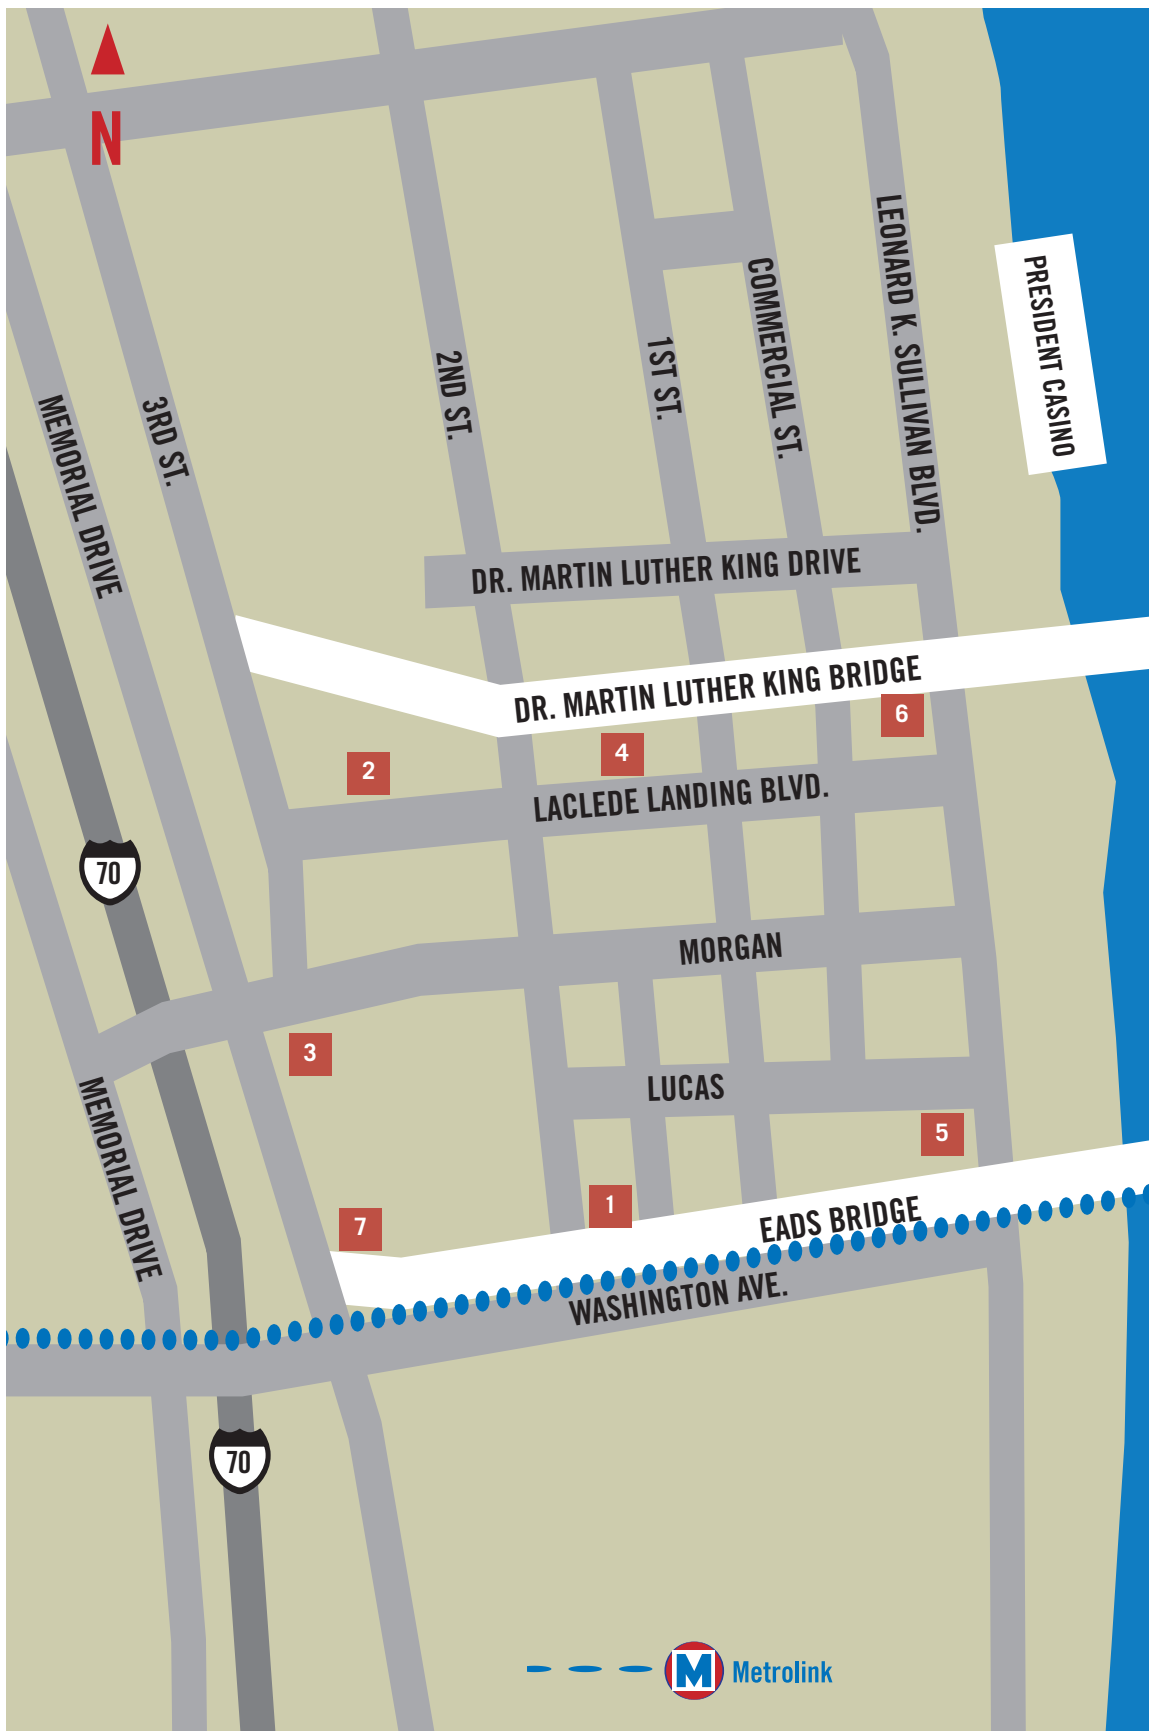 N
LEONARD K. SULLIVAN BLVD.
PRESIDENT CASINO
COMMERCIAL ST.
1ST ST.
2ND ST.
3RD ST.
MEMORIAL DRIVE
DR. MARTIN LUTHER KING DRIVE
DR. MARTIN LUTHER KING BRIDGE
6
4
2
LACLEDE LANDING BLVD.
70
MORGAN
3
LUCAS
MEMORIAL DRIVE
5
1
7
EADS BRIDGE
WASHINGTON AVE.
70
M Metrolink